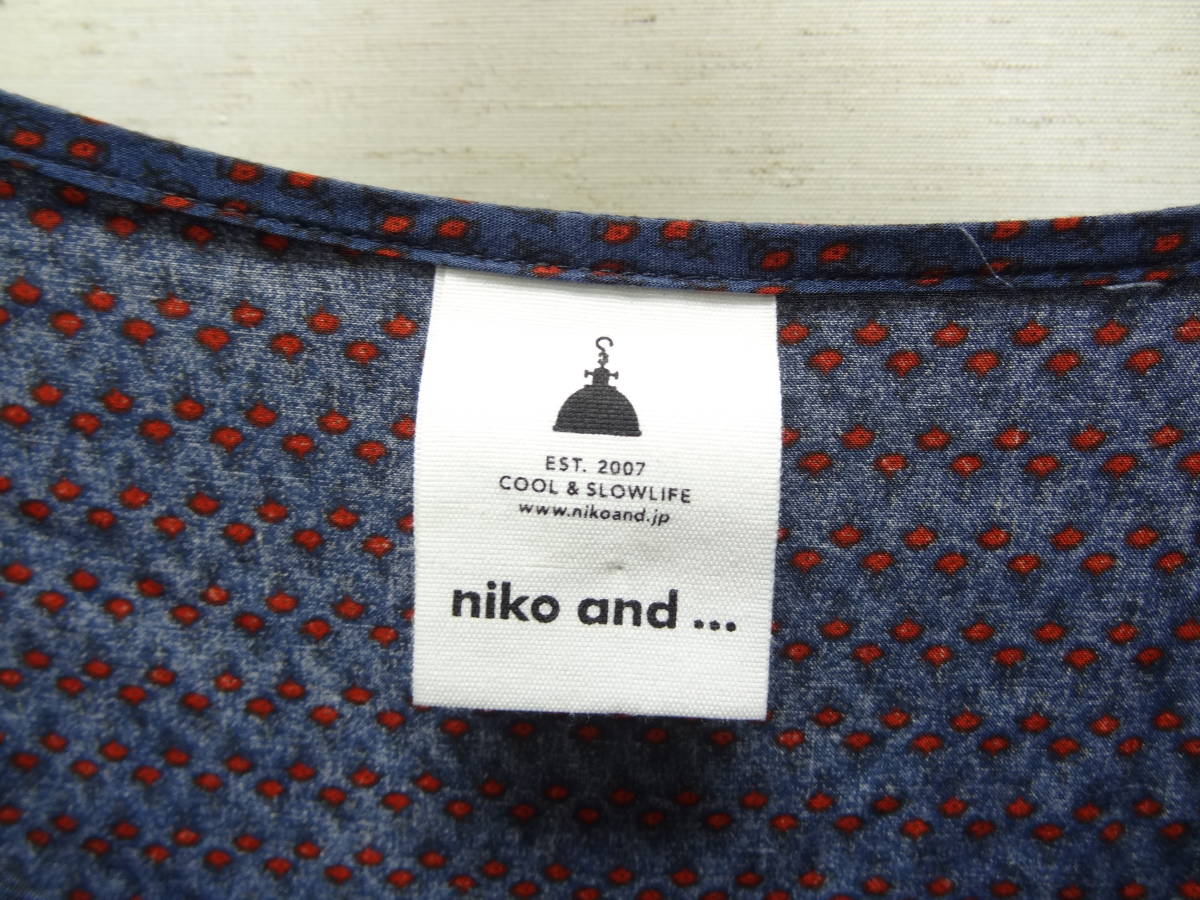 EST. 2007
COOL & SLOWLIFE
www.nikoand.jp
niko and ...